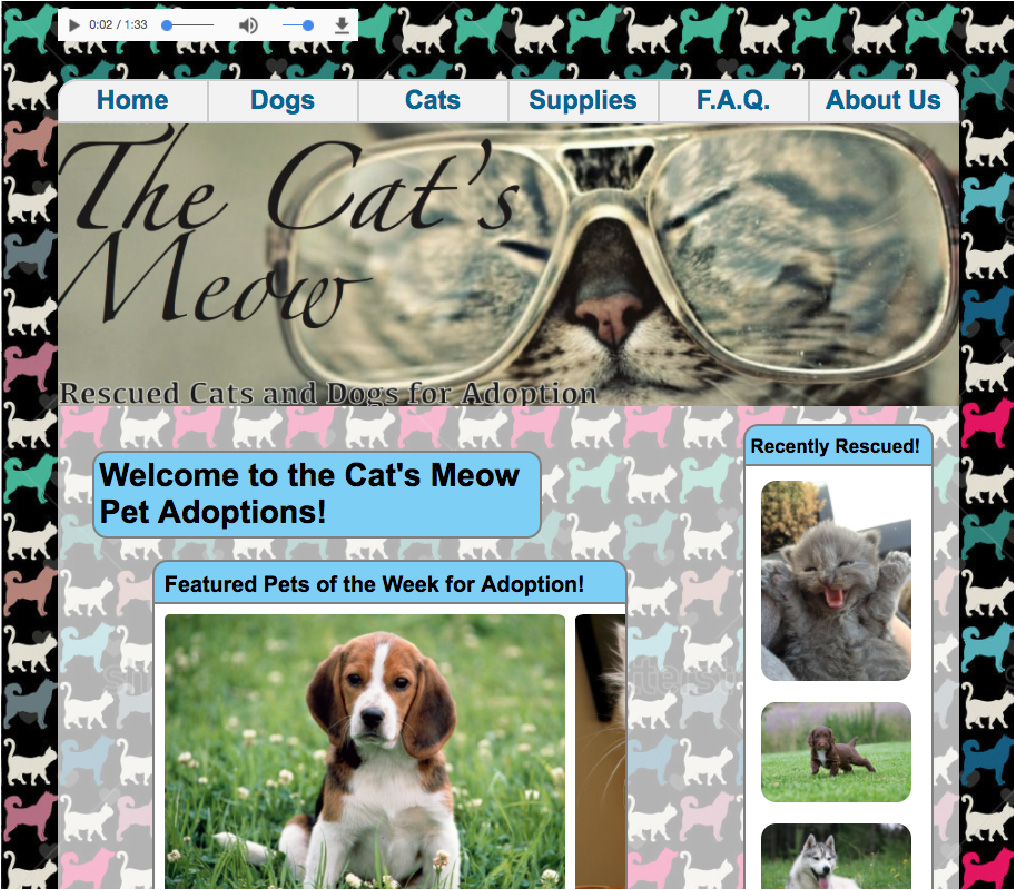 0:02 / 1:33
Home Dogs Cats Supplies F.A.Q. About Us
The Cat's
Meow
Rescued Cats and Dogs for Adoption
Recently Rescued!
Welcome to the Cat's Meow
Pet Adoptions!
Featured Pets of the Week for Adoption!